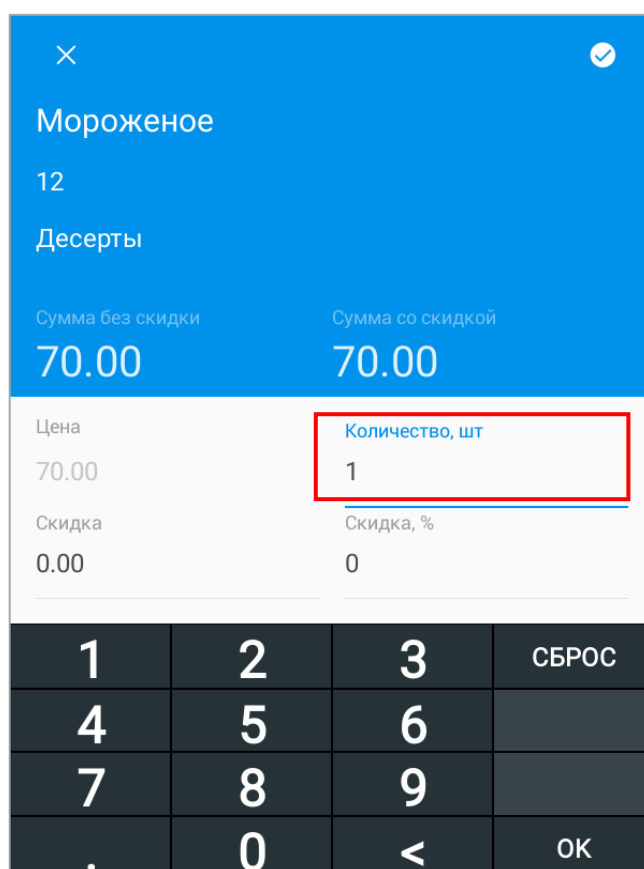 Мороженое
12
Десерты
Сумма без скидки Сумма со скидкой
70.00 70.00
Цена Количество, шт
70.00 1
Скидка Скидка, %
0.00 0
1 2 3 СБРОС
4 5 6
7 8 9
. 0 < ОК